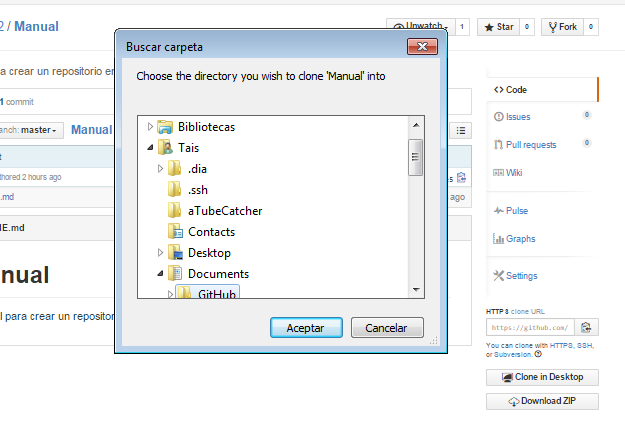 2 / Manual
Unwatch 1 Star 0 Fork 0
Buscar carpeta
Choose the directory you wish to clone 'Manual' into
Bibliotecas
Tais
.dia
.ssh
aTubeCatcher
Contacts
Desktop
Documents
GitHub
Aceptar Cancelar
a crear un repositorio en
1 commit
anch: master Manual
t
thored 2 hours ago
.md
ago
E.md
nual
l para crear un repositor
Code
Issues 0
Pull requests 0
Wiki
Pulse
Graphs
Settings
HTTPS clone URL
https://github.com/
You can clone with HTTPS, SSH,
or Subversion.
Clone in Desktop
Download ZIP